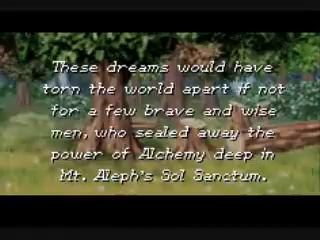 These dreams would have
torn the world apart if not
for a few brave and wise
men, who sealed away the
power of Alchemy deep in
Mt. Aleph's Sol Sanctum.